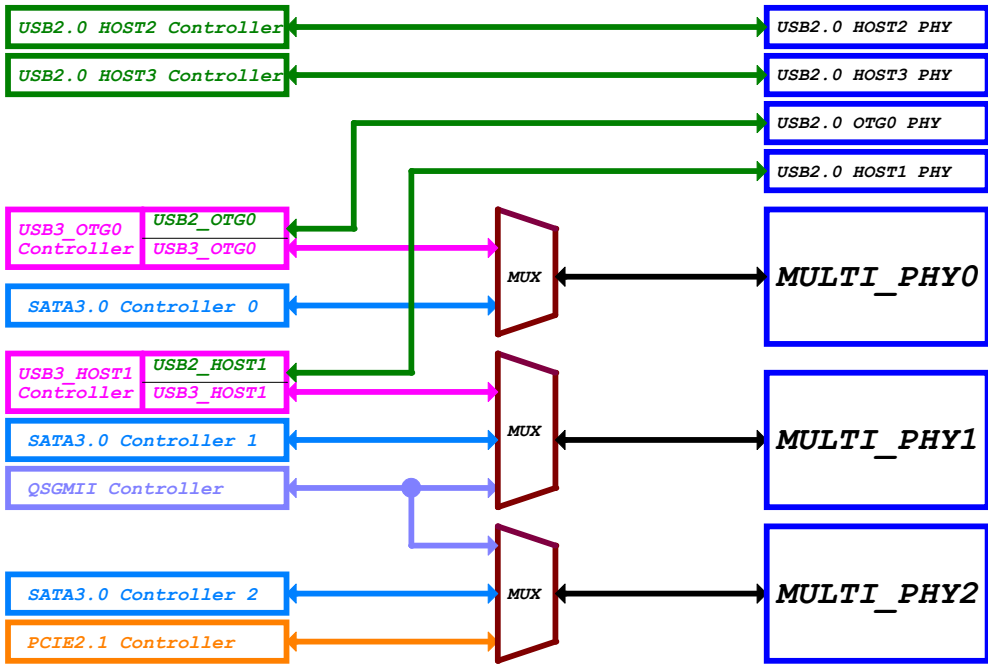 USB2.0 HOST2 Controller
USB2.0 HOST2 PHY
USB2.0 HOST3 Controller
USB2.0 HOST3 PHY
USB2.0 OTG0 PHY
USB2.0 HOST1 PHY
USB3_OTG0
Controller
USB2_OTG0
USB3_OTG0
MUX
MULTI_PHY0
SATA3.0 Controller 0
USB3_HOST1
Controller
USB2_HOST1
USB3_HOST1
MUX
MULTI_PHY1
SATA3.0 Controller 1
QSGMII Controller
SATA3.0 Controller 2
MUX
MULTI_PHY2
PCIE2.1 Controller